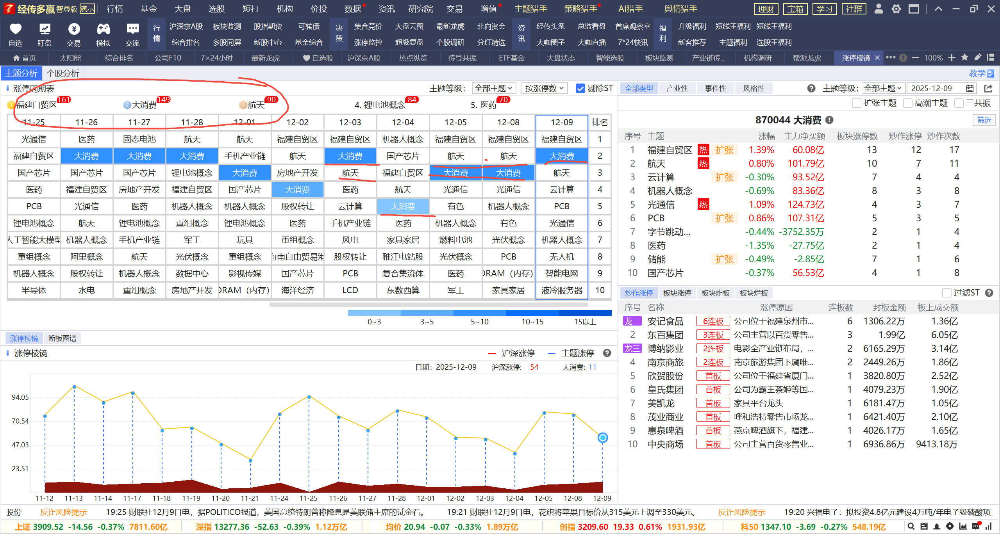 经传多赢 智尊版 演示 行情 基金 大盘 选股 短打 机构 价投 数据 资讯 研究院 交易 增值 主题猎手 策略猎手 AI猎手 舆情猎手 理财 宝箱 学习 社群
自选 盯盘 交易 模拟 交流
行情 沪深京A股 板块监测 股指期货 可转债 决策 集合竞价 大盘云图 最新龙虎 北向资金 资讯 经传头条 总监看盘 首席观察室 福利 升级福利 短线王福利 短线王福利
综合排名 多股同屏 新股中心 基金综合 涨停监控 超级复盘 个股调研 分红精选 大咖圈子 大咖直播 7*24快讯 新客推荐 主题福利 选股王福利
首页 太阳能 综合排名 公司F10 7×24小时 最新龙虎 自选股 沪深京A股 热点纵览 传导共振 ETF基金 大盘状态 智能选股 板块监测 产业链传... 机构调研 帮派龙虎 涨停棱镜 100%
主题分析 个股分析 教学
涨停周期表 主题等级： 全部主题 按涨停数 剔除ST
1 福建自贸区 161 2 大消费 149 3 航天 90 4. 锂电池概念 84 5. 医药 70
11-25 11-26 11-27 11-28 12-01 12-02 12-03 12-04 12-05 12-08 12-09 排名
光通信 医药 固态电池 航天 航天 福建自贸区 福建自贸区 机器人概念 福建自贸区 福建自贸区 福建自贸区 1
福建自贸区 大消费 大消费 大消费 手机产业链 航天 大消费 国产芯片 航天 航天 大消费 2
国产芯片 国产芯片 国产芯片 锂电池概念 大消费 房地产开发 航天 福建自贸区 大消费 大消费 航天 3
医药 福建自贸区 房地产开发 福建自贸区 国产芯片 大消费 医药 航天 光通信 光通信 云计算 4
PCB 光通信 医药 机器人概念 机器人概念 股权转让 云计算 大消费 有色 机器人概念 PCB 5
锂电池概念 航天 锂电池概念 重组概念 锂电池概念 医药 手机产业链 医药 机器人概念 有色 光通信 6
人工智能大模型 机器人概念 手机产业链 军工 玩具 重组概念 风电 家具家居 燃料电池 光伏概念 机器人概念 7
重组概念 阿里概念 航天 光伏概念 重组概念 海南自由贸易港 股权转让 雅江电站股 光伏概念 PCB 无人机 8
机器人概念 股权转让 机器人概念 数据中心 影视传媒 国产芯片 PCB 复合集流体 医药 DRAM（内存） 智能电网 9
半导体 水电 重组概念 房地产开发 DRAM（内存） 海洋经济 LCD 东数西算 军工 家具家居 液冷服务器 10
0~3 3~5 5~10 10~15 15以上
涨停棱镜 断板图谱
涨停棱镜 沪深涨停 主题涨停
日期：2025-12-09 沪深涨停: 54 大消费: 11
94.05
70.54
47.03
23.51
11-12 11-13 11-14 11-17 11-18 11-19 11-20 11-21 11-24 11-25 11-26 11-27 11-28 12-01 12-02 12-03 12-04 12-05 12-08 12-09
全部类型 产业性 事件性 风格性 主题等级： 全部主题 2025-12-09
扩张主题 高潮主题 三共振
870044 大消费 筛选
序号 主题 涨幅 主力净买额 板块涨停数 炒作涨停 炒作次数
1 福建自贸区 热 扩张 1.39% 60.08亿 13 12 17
2 航天 热 0.80% 101.79亿 10 7 11
3 云计算 扩张 -0.30% 93.52亿 7 4 4
4 机器人概念 -0.69% 83.36亿 8 3 8
5 光通信 热 1.09% 124.73亿 4 3 7
6 PCB 扩张 0.86% 107.31亿 5 3 5
7 字节跳动... -0.44% -3752.35万 2 1 4
8 医药 -1.35% -27.75亿 2 1 4
9 储能 扩张 -0.49% -2.85亿 7 1 6
10 国产芯片 -0.37% 56.53亿 4 1 8
炒作涨停 板块涨停 板块炸板 板块烂板 过滤ST
序号 名称 涨停原因 连板数 封板金额 板上成交额
龙一 安记食品 6连板 公司位于福建泉州市... 6 1306.22万 1.36亿
2 东百集团 3连板 公司主营以百货零售... 3 1.99亿 6.05亿
龙三 博纳影业 2连板 电影全产业链布局，... 2 6165.29万 3.14亿
4 南京商旅 2连板 南京旅游集团下属唯... 2 2449.26万 1.86亿
5 欣贺股份 首板 公司位于福建省厦门... 1 3820.80万 2.52亿
6 皇氏集团 首板 公司为霸王茶姬等国... 1 4079.23万 1.90亿
7 美凯龙 首板 家具平台龙头 1 6181.47万 1.05亿
8 茂业商业 首板 呼和浩特零售市场龙... 1 6421.40万 2.10亿
9 惠泉啤酒 首板 燕京啤酒旗下，福建... 1 4026.17万 1.65亿
10 中央商场 首板 公司主营百货零售业... 1 6936.86万 9413.18万
股份 反诈风险提示 19:25 财联社12月9日电，据POLITICO报道，美国总统特朗普称降息是美联储主席的试金石。 19:21 财联社12月9日电，花旗将苹果目标价从315美元上调至330美元。 反诈风险提示 19:20 兴福电子：拟投资4.8亿元建设4万吨/年电子级磷酸项目
上证 3909.52 -14.56 -0.37% 7811.60亿 深指 13277.36 -52.63 -0.39% 1.12万亿 均价 20.94 -0.07 -0.33% 1.89万亿 创指 3209.60 19.33 0.61% 1931.93亿 科50 1347.10 -3.69 -0.27% 548.19亿